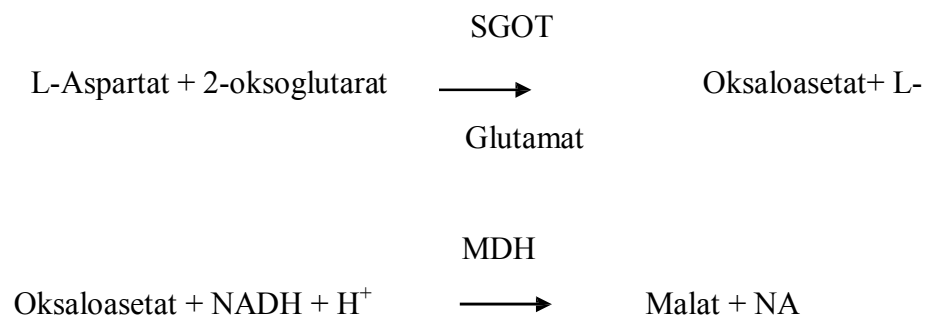 SGOT
L-Aspartat + 2-oksoglutarat Oksaloasetat+ L-
Glutamat
MDH
Oksaloasetat + NADH + H⁺ Malat + NA